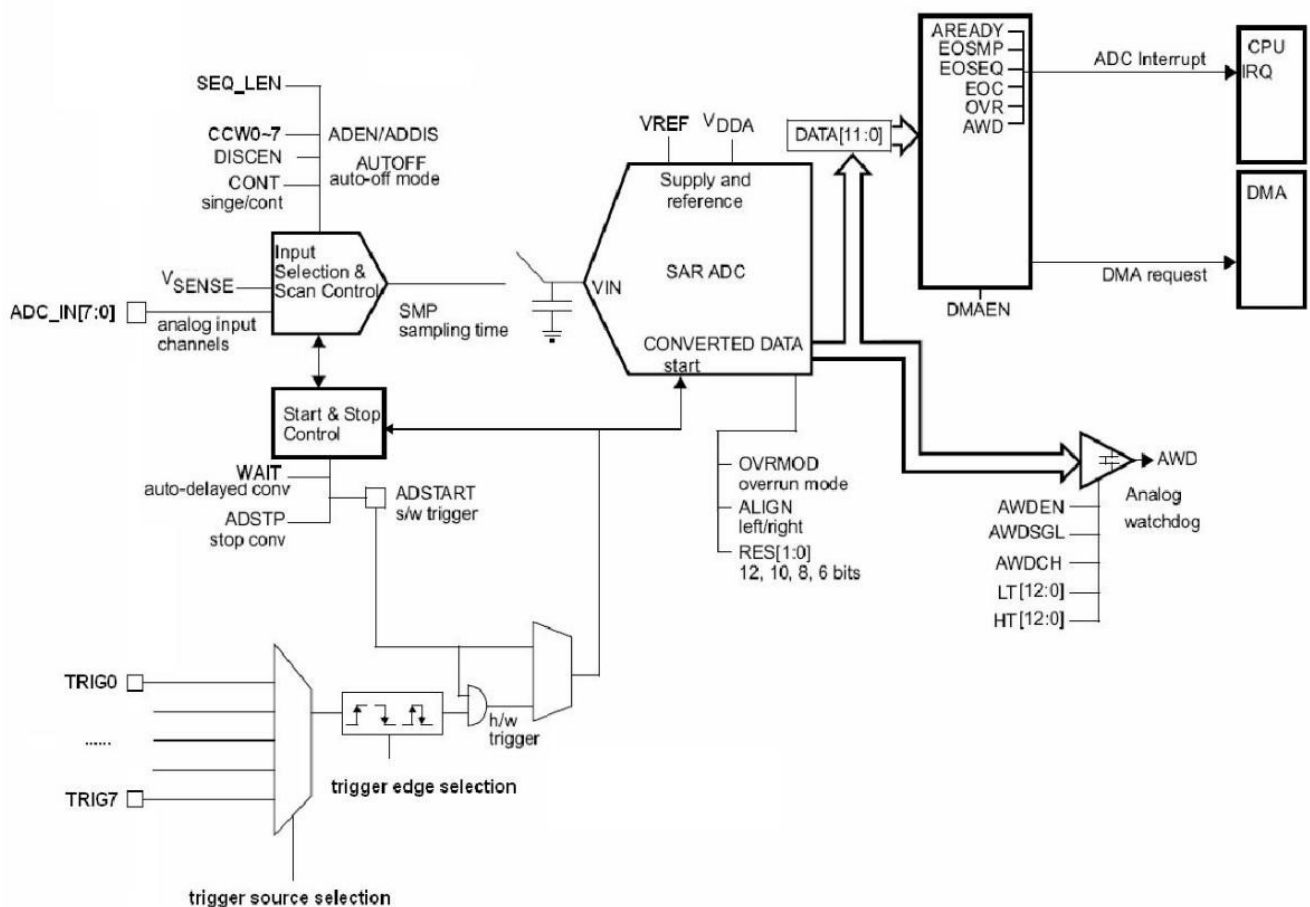 SEQ_LEN
CCW0~7
DISCEN
CONT
singe/cont
ADEN/ADDIS
AUTOFF
auto-off mode
VSENSE
ADC_IN[7:0]
analog input
channels
Input
Selection &
Scan Control
SMP
sampling time
VREF
VDDA
Supply and
reference
SAR ADC
VIN
CONVERTED DATA
start
DATA[11:0]
AREADY
EOSMP
EOSEQ
EOC
OVR
AWD
ADC Interrupt
CPU
IRQ
DMA
DMA request
DMAEN
Start & Stop
Control
WAIT
auto-delayed conv
ADSTP
stop conv
ADSTART
s/w trigger
OVRMOD
overrun mode
ALIGN
left/right
RES[1:0]
12, 10, 8, 6 bits
AWD
Analog
watchdog
AWDEN
AWDSGL
AWDCH
LT[12:0]
HT[12:0]
TRIG0
......
TRIG7
h/w
trigger
trigger edge selection
trigger source selection